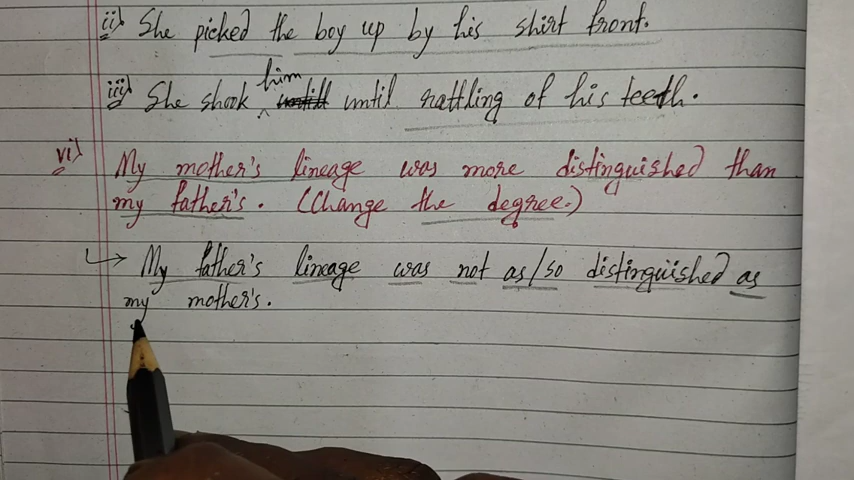 ii) She picked the boy up by his shirt front.
iii) She shook him until rattling of his teeth.
vi) My mother's lineage was more distinguished than
my father's. (Change the degree.)
↳ My father's lineage was not as/so distinguished as
my mother's.